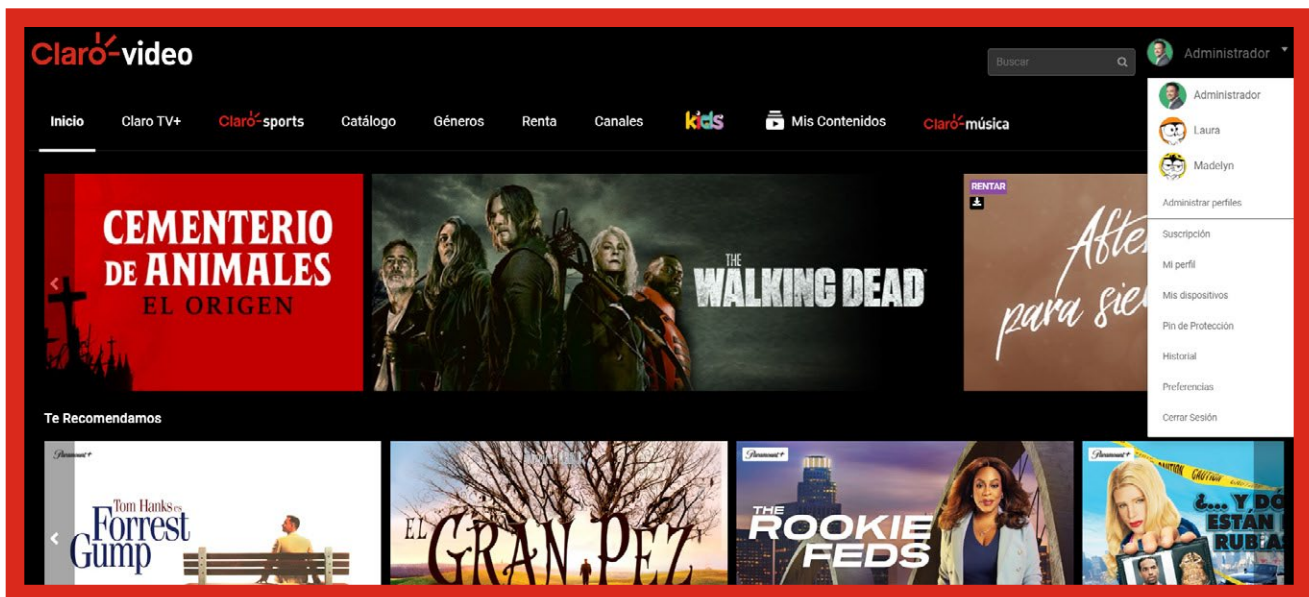 Claro-video
Buscar
Administrador
Inicio
Claro TV+
Claro-sports
Catálogo
Géneros
Renta
Canales
kids
Mis Contenidos
Claro-música
Administrador
Laura
Madelyn
Administrar perfiles
Suscripción
Mi perfil
Mis dispositivos
Pin de Protección
Historial
Preferencias
Cerrar Sesión
CEMENTERIO
DE ANIMALES
EL ORIGEN
THE
WALKING DEAD
RENTAR
para
Te Recomendamos
Paramount+
Tom Hanks es
Forrest
Gump
EL
GRAN PEZ
Paramount+
THE
ROOKIE
FEDS
Paramount+
CAUTION
¿... Y DÓ
ESTÁN
RUBIAS